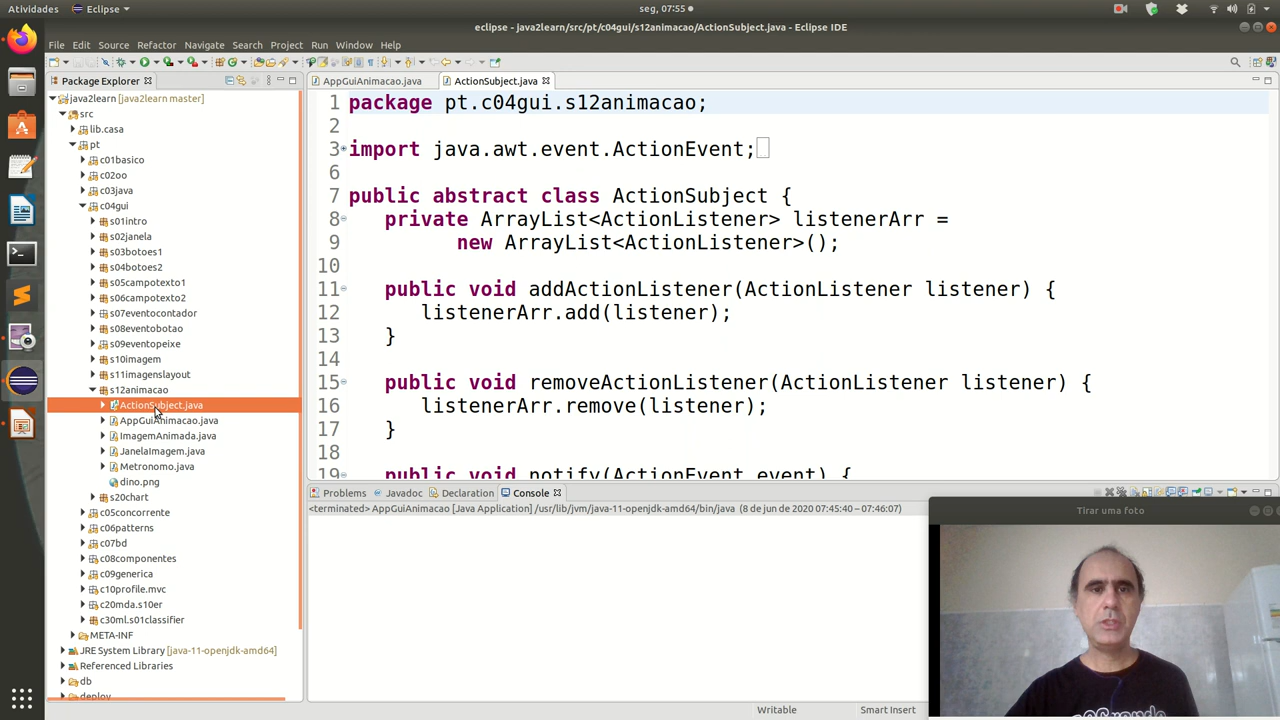 Atividades
Eclipse
seg, 07:55
eclipse - java2learn/src/pt/c04gui/s12animacao/ActionSubject.java - Eclipse IDE
File Edit Source Refactor Navigate Search Project Run Window Help
Package Explorer
java2learn [java2learn master]
src
lib.casa
pt
c01basico
c02oo
c03java
c04gui
s01intro
s02janela
s03botoes1
s04botoes2
s05campotexto1
s06campotexto2
s07eventocontador
s08eventobotao
s09eventopeixe
s10imagem
s11imagenslayout
s12animacao
ActionSubject.java
AppGuiAnimacao.java
ImagemAnimada.java
JanelaImagem.java
Metronomo.java
dino.png
s20chart
c05concorrente
c06patterns
c07bd
c08componentes
c09generica
c10profile.mvc
c20mda.s10er
c30ml.s01classifier
META-INF
JRE System Library [java-11-openjdk-amd64]
Referenced Libraries
db
deploy
AppGuiAnimacao.java
ActionSubject.java
1 package pt.c04gui.s12animacao;
2
3 import java.awt.event.ActionEvent;
6
7 public abstract class ActionSubject {
8 private ArrayList<ActionListener> listenerArr =
9 new ArrayList<ActionListener>();
10
11 public void addActionListener(ActionListener listener) {
12 listenerArr.add(listener);
13 }
14
15 public void removeActionListener(ActionListener listener) {
16 listenerArr.remove(listener);
17 }
18
19 public void notify(ActionEvent event) {
Problems Javadoc Declaration Console
<terminated> AppGuiAnimacao [Java Application] /usr/lib/jvm/java-11-openjdk-amd64/bin/java (8 de jun de 2020 07:45:40 – 07:46:07)
Tirar uma foto
Writable
Smart Insert